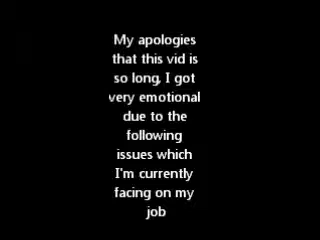 My apologies
that this vid is
so long, I got
very emotional
due to the
following
issues which
I'm currently
facing on my
job